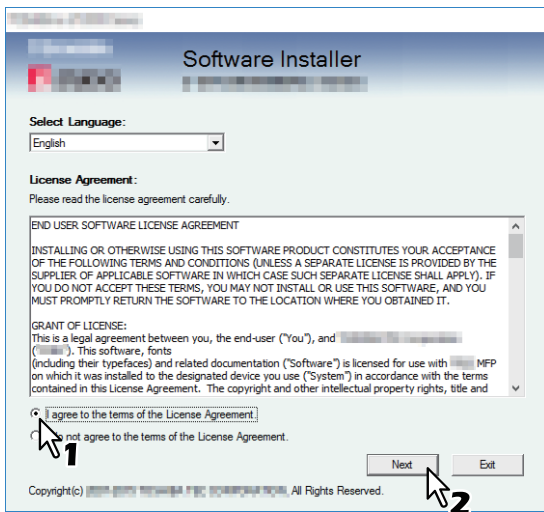 Software Installer
Select Language:
English
License Agreement:
Please read the license agreement carefully.
END USER SOFTWARE LICENSE AGREEMENT
INSTALLING OR OTHERWISE USING THIS SOFTWARE PRODUCT CONSTITUTES YOUR ACCEPTANCE
OF THE FOLLOWING TERMS AND CONDITIONS (UNLESS A SEPARATE LICENSE IS PROVIDED BY THE
SUPPLIER OF APPLICABLE SOFTWARE IN WHICH CASE SUCH SEPARATE LICENSE SHALL APPLY). IF
YOU DO NOT ACCEPT THESE TERMS, YOU MAY NOT INSTALL OR USE THIS SOFTWARE, AND YOU
MUST PROMPTLY RETURN THE SOFTWARE TO THE LOCATION WHERE YOU OBTAINED IT.
GRANT OF LICENSE:
This is a legal agreement between you, the end-user ("You"), and
(" "). This software, fonts
(including their typefaces) and related documentation ("Software") is licensed for use with MFP
on which it was installed to the designated device you use ("System") in accordance with the terms
contained in this License Agreement. The copyright and other intellectual property rights, title and
I agree to the terms of the License Agreement.
not agree to the terms of the License Agreement.
1
Next Exit
Copyright(c) All Rights Reserved.
2